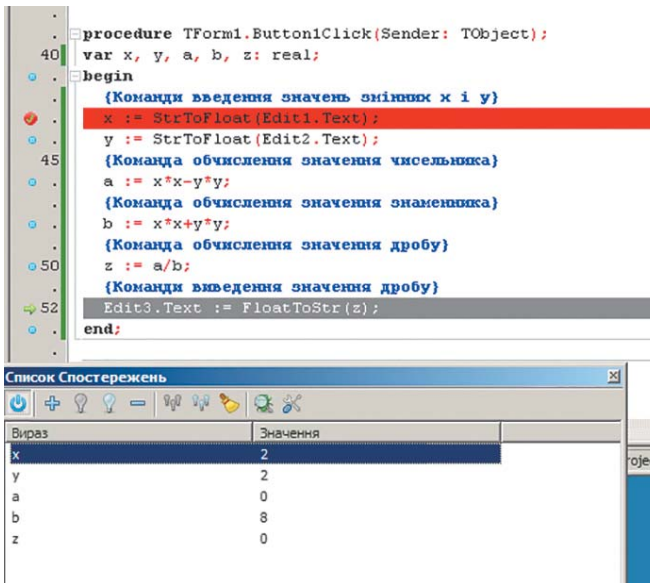 procedure TForm1.Button1Click(Sender: TObject);
40 var x, y, a, b, z: real;
begin
{Команди введення значень змінних x і y}
x := StrToFloat(Edit1.Text);
y := StrToFloat(Edit2.Text);
45 {Команда обчислення значення чисельника}
a := x*x-y*y;
{Команда обчислення значення знаменника}
b := x*x+y*y;
{Команда обчислення значення дробу}
50 z := a/b;
{Команди виведення значення дробу}
52 Edit3.Text := FloatToStr(z);
end;
Список Спостережень
Вираз Значення
x 2
y 2
a 0
b 8
z 0